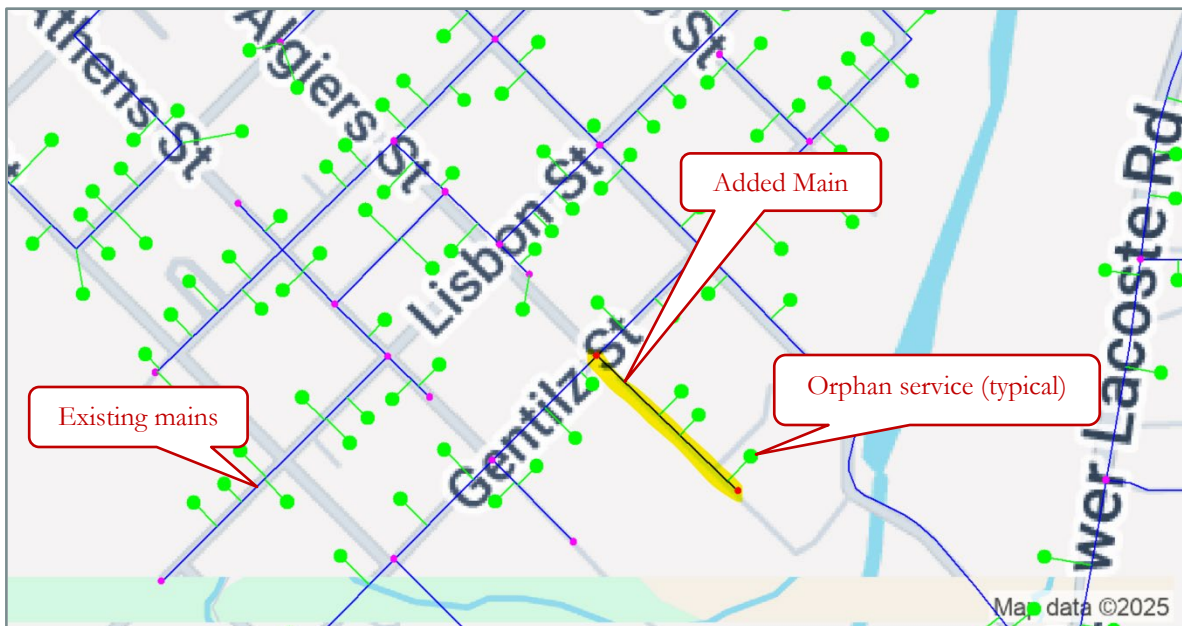 Athens St
Algiers St
St
Lisbon St
Added Main
wer Lacoste Rd
Gentilz St
Orphan service (typical)
Existing mains
Map data ©2025